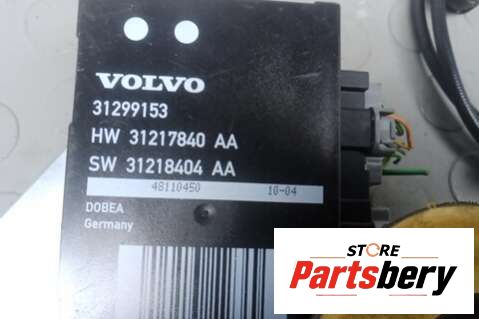 VOLVO
31299153
HW 31217840 AA
SW 31218404 AA
48110450 10-04
DOBEA
Germany
STORE
Partsbery